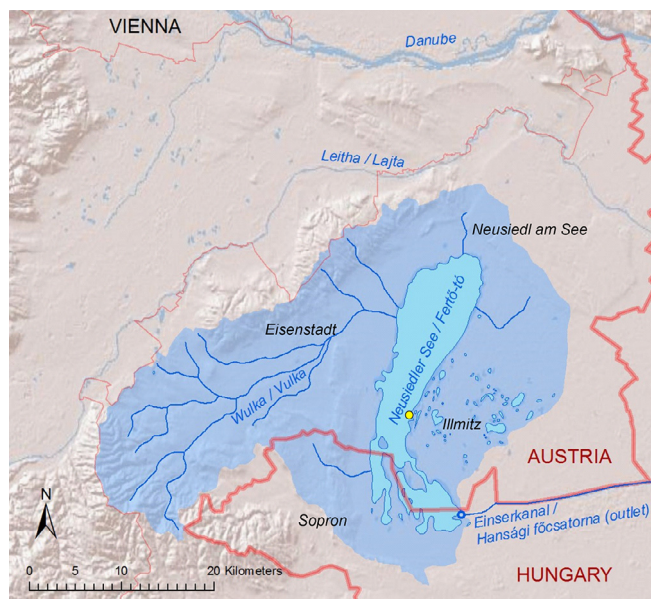 VIENNA
Danube
Leitha / Lajta
Neusiedl am See
Neusiedler See / Fertő-tó
Eisenstadt
Wulka / Vulka
Illmitz
AUSTRIA
N
Sopron
Einserkanal /
Hansági főcsatorna (outlet)
HUNGARY
0 5 10 20 Kilometers